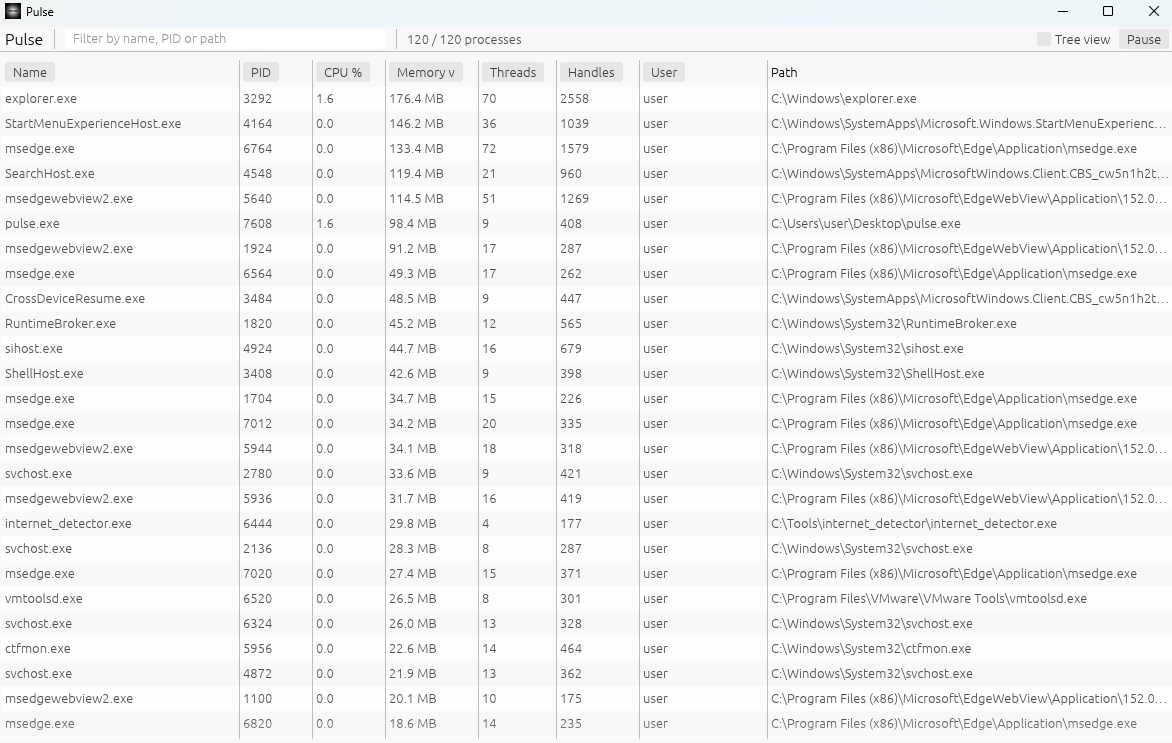 Pulse
Pulse Filter by name, PID or path 120 / 120 processes Tree view Pause
Name PID CPU % Memory v Threads Handles User Path
explorer.exe 3292 1.6 176.4 MB 70 2558 user C:\Windows\explorer.exe
StartMenuExperienceHost.exe 4164 0.0 146.2 MB 36 1039 user C:\Windows\SystemApps\Microsoft.Windows.StartMenuExperienc...
msedge.exe 6764 0.0 133.4 MB 72 1579 user C:\Program Files (x86)\Microsoft\Edge\Application\msedge.exe
SearchHost.exe 4548 0.0 119.4 MB 21 960 user C:\Windows\SystemApps\MicrosoftWindows.Client.CBS_cw5n1h2t...
msedgewebview2.exe 5640 0.0 114.5 MB 51 1269 user C:\Program Files (x86)\Microsoft\EdgeWebView\Application\152.0...
pulse.exe 7608 1.6 98.4 MB 9 408 user C:\Users\user\Desktop\pulse.exe
msedgewebview2.exe 1924 0.0 91.2 MB 17 287 user C:\Program Files (x86)\Microsoft\EdgeWebView\Application\152.0...
msedge.exe 6564 0.0 49.3 MB 17 262 user C:\Program Files (x86)\Microsoft\Edge\Application\msedge.exe
CrossDeviceResume.exe 3484 0.0 48.5 MB 9 447 user C:\Windows\SystemApps\MicrosoftWindows.Client.CBS_cw5n1h2t...
RuntimeBroker.exe 1820 0.0 45.2 MB 12 565 user C:\Windows\System32\RuntimeBroker.exe
sihost.exe 4924 0.0 44.7 MB 16 679 user C:\Windows\System32\sihost.exe
ShellHost.exe 3408 0.0 42.6 MB 9 398 user C:\Windows\System32\ShellHost.exe
msedge.exe 1704 0.0 34.7 MB 15 226 user C:\Program Files (x86)\Microsoft\Edge\Application\msedge.exe
msedge.exe 7012 0.0 34.2 MB 20 335 user C:\Program Files (x86)\Microsoft\Edge\Application\msedge.exe
msedgewebview2.exe 5944 0.0 34.1 MB 18 318 user C:\Program Files (x86)\Microsoft\EdgeWebView\Application\152.0...
svchost.exe 2780 0.0 33.6 MB 9 421 user C:\Windows\System32\svchost.exe
msedgewebview2.exe 5936 0.0 31.7 MB 16 419 user C:\Program Files (x86)\Microsoft\EdgeWebView\Application\152.0...
internet_detector.exe 6444 0.0 29.8 MB 4 177 user C:\Tools\internet_detector\internet_detector.exe
svchost.exe 2136 0.0 28.3 MB 8 287 user C:\Windows\System32\svchost.exe
msedge.exe 7020 0.0 27.4 MB 15 371 user C:\Program Files (x86)\Microsoft\Edge\Application\msedge.exe
vmtoolsd.exe 6520 0.0 26.5 MB 8 301 user C:\Program Files\VMware\VMware Tools\vmtoolsd.exe
svchost.exe 6324 0.0 26.0 MB 13 328 user C:\Windows\System32\svchost.exe
ctfmon.exe 5956 0.0 22.6 MB 14 464 user C:\Windows\System32\ctfmon.exe
svchost.exe 4872 0.0 21.9 MB 13 362 user C:\Windows\System32\svchost.exe
msedgewebview2.exe 1100 0.0 20.1 MB 10 175 user C:\Program Files (x86)\Microsoft\EdgeWebView\Application\152.0...
msedge.exe 6820 0.0 18.6 MB 14 235 user C:\Program Files (x86)\Microsoft\Edge\Application\msedge.exe